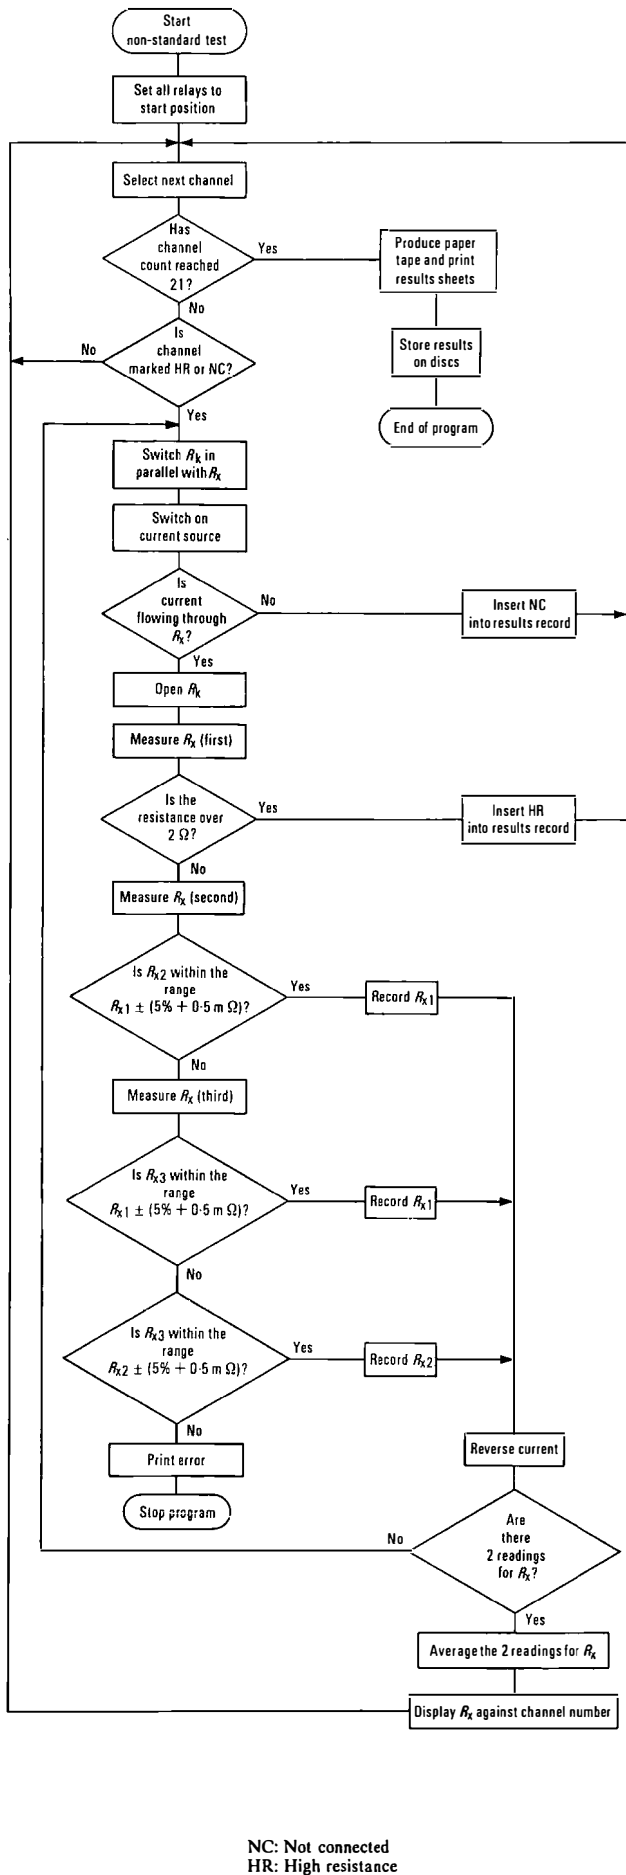 Start
non-standard test
Set all relays to
start position
Select next channel
Has
channel
count reached
21?
Yes
Produce paper
tape and print
results sheets
No
Is
channel
marked HR or NC?
No
Store results
on discs
Yes
End of program
Switch Rk in
parallel with Rx
Switch on
current source
Is
current
flowing through
Rx?
No
Insert NC
into results record
Yes
Open Rk
Measure Rx (first)
Is the
resistance over
2 Ω?
Yes
Insert HR
into results record
No
Measure Rx (second)
Is Rx2 within the
range
Rx1 ± (5% + 0·5 m Ω)?
Yes
Record Rx1
No
Measure Rx (third)
Is Rx3 within the
range
Rx1 ± (5% + 0·5 m Ω)?
Yes
Record Rx1
No
Is Rx3 within the
range
Rx2 ± (5% + 0·5 m Ω)?
Yes
Record Rx2
No
Print error
Stop program
Reverse current
Are
there
2 readings
for Rx?
No
Yes
Average the 2 readings for Rx
Display Rx against channel number
NC: Not connected
HR: High resistance